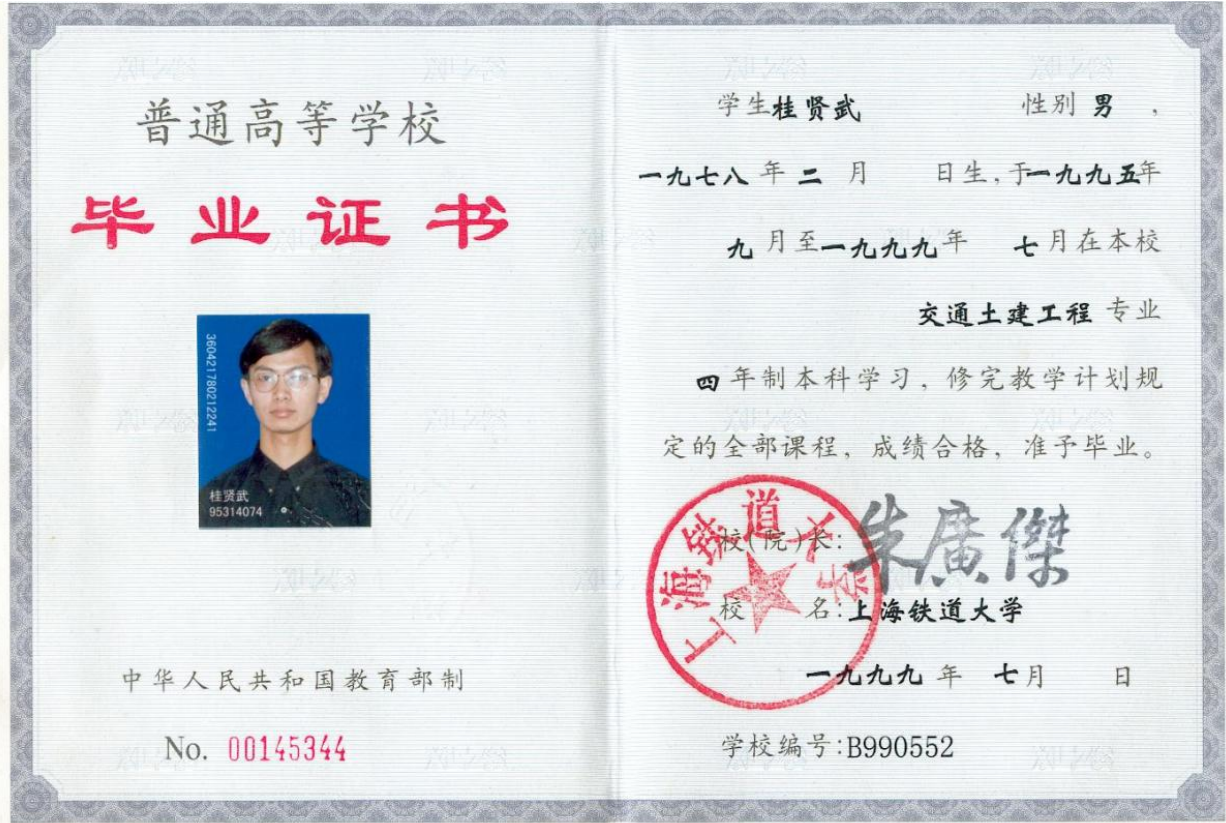 普通高等学校
毕业证书
360421780212241
桂贤武
95314074
中华人民共和国教育部制
No. 00145344
学生桂贤武 性别 男 ,
一九七八年二月 日生,于一九九五年
九月至一九九九年 七月在本校
交通土建工程 专业
四年制本科学习，修完教学计划规
定的全部课程，成绩合格，准予毕业。
上海铁道大学
校(院)长:朱廣傑
校 名:上海铁道大学
一九九九年 七月 日
学校编号:B990552